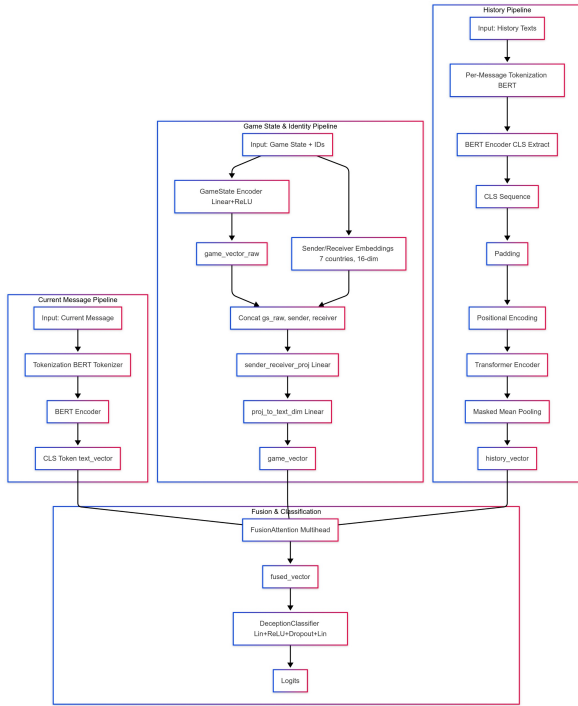 History Pipeline
Input: History Texts
Per-Message Tokenization
BERT
BERT Encoder CLS Extract
CLS Sequence
Padding
Positional Encoding
Transformer Encoder
Masked Mean Pooling
history_vector
Game State & Identity Pipeline
Input: Game State + IDs
GameState Encoder
Linear+ReLU
game_vector_raw
Sender/Receiver Embeddings
7 countries, 16-dim
Concat gs_raw, sender, receiver
sender_receiver_proj Linear
proj_to_text_dim Linear
game_vector
Current Message Pipeline
Input: Current Message
Tokenization BERT Tokenizer
BERT Encoder
CLS Token text_vector
Fusion & Classification
FusionAttention Multihead
fused_vector
DeceptionClassifier
Lin+ReLU+Dropout+Lin
Logits